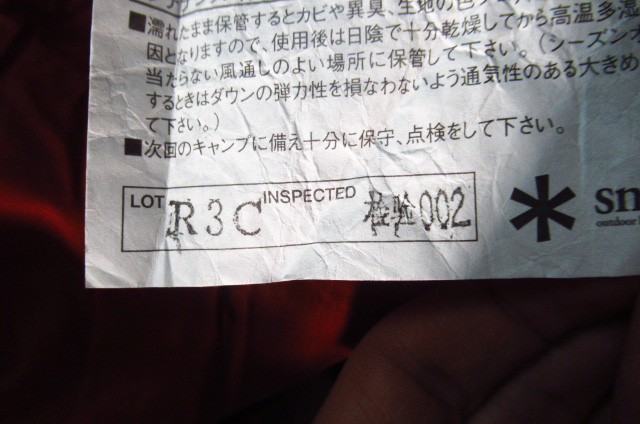 ■濡れたまま保管するとカビや異臭、生地の色
因となりますので、使用後は日陰で十分乾燥してから高温多湿
当たらない風通しのよい場所に保管して下さい。（シーズンオ
するときはダウンの弾力性を損なわないよう通気性のある大きめ
て下さい。）
■次回のキャンプに備え十分に保守、点検をして下さい。
LOT R3C INSPECTED 检验002
sn
outdoor